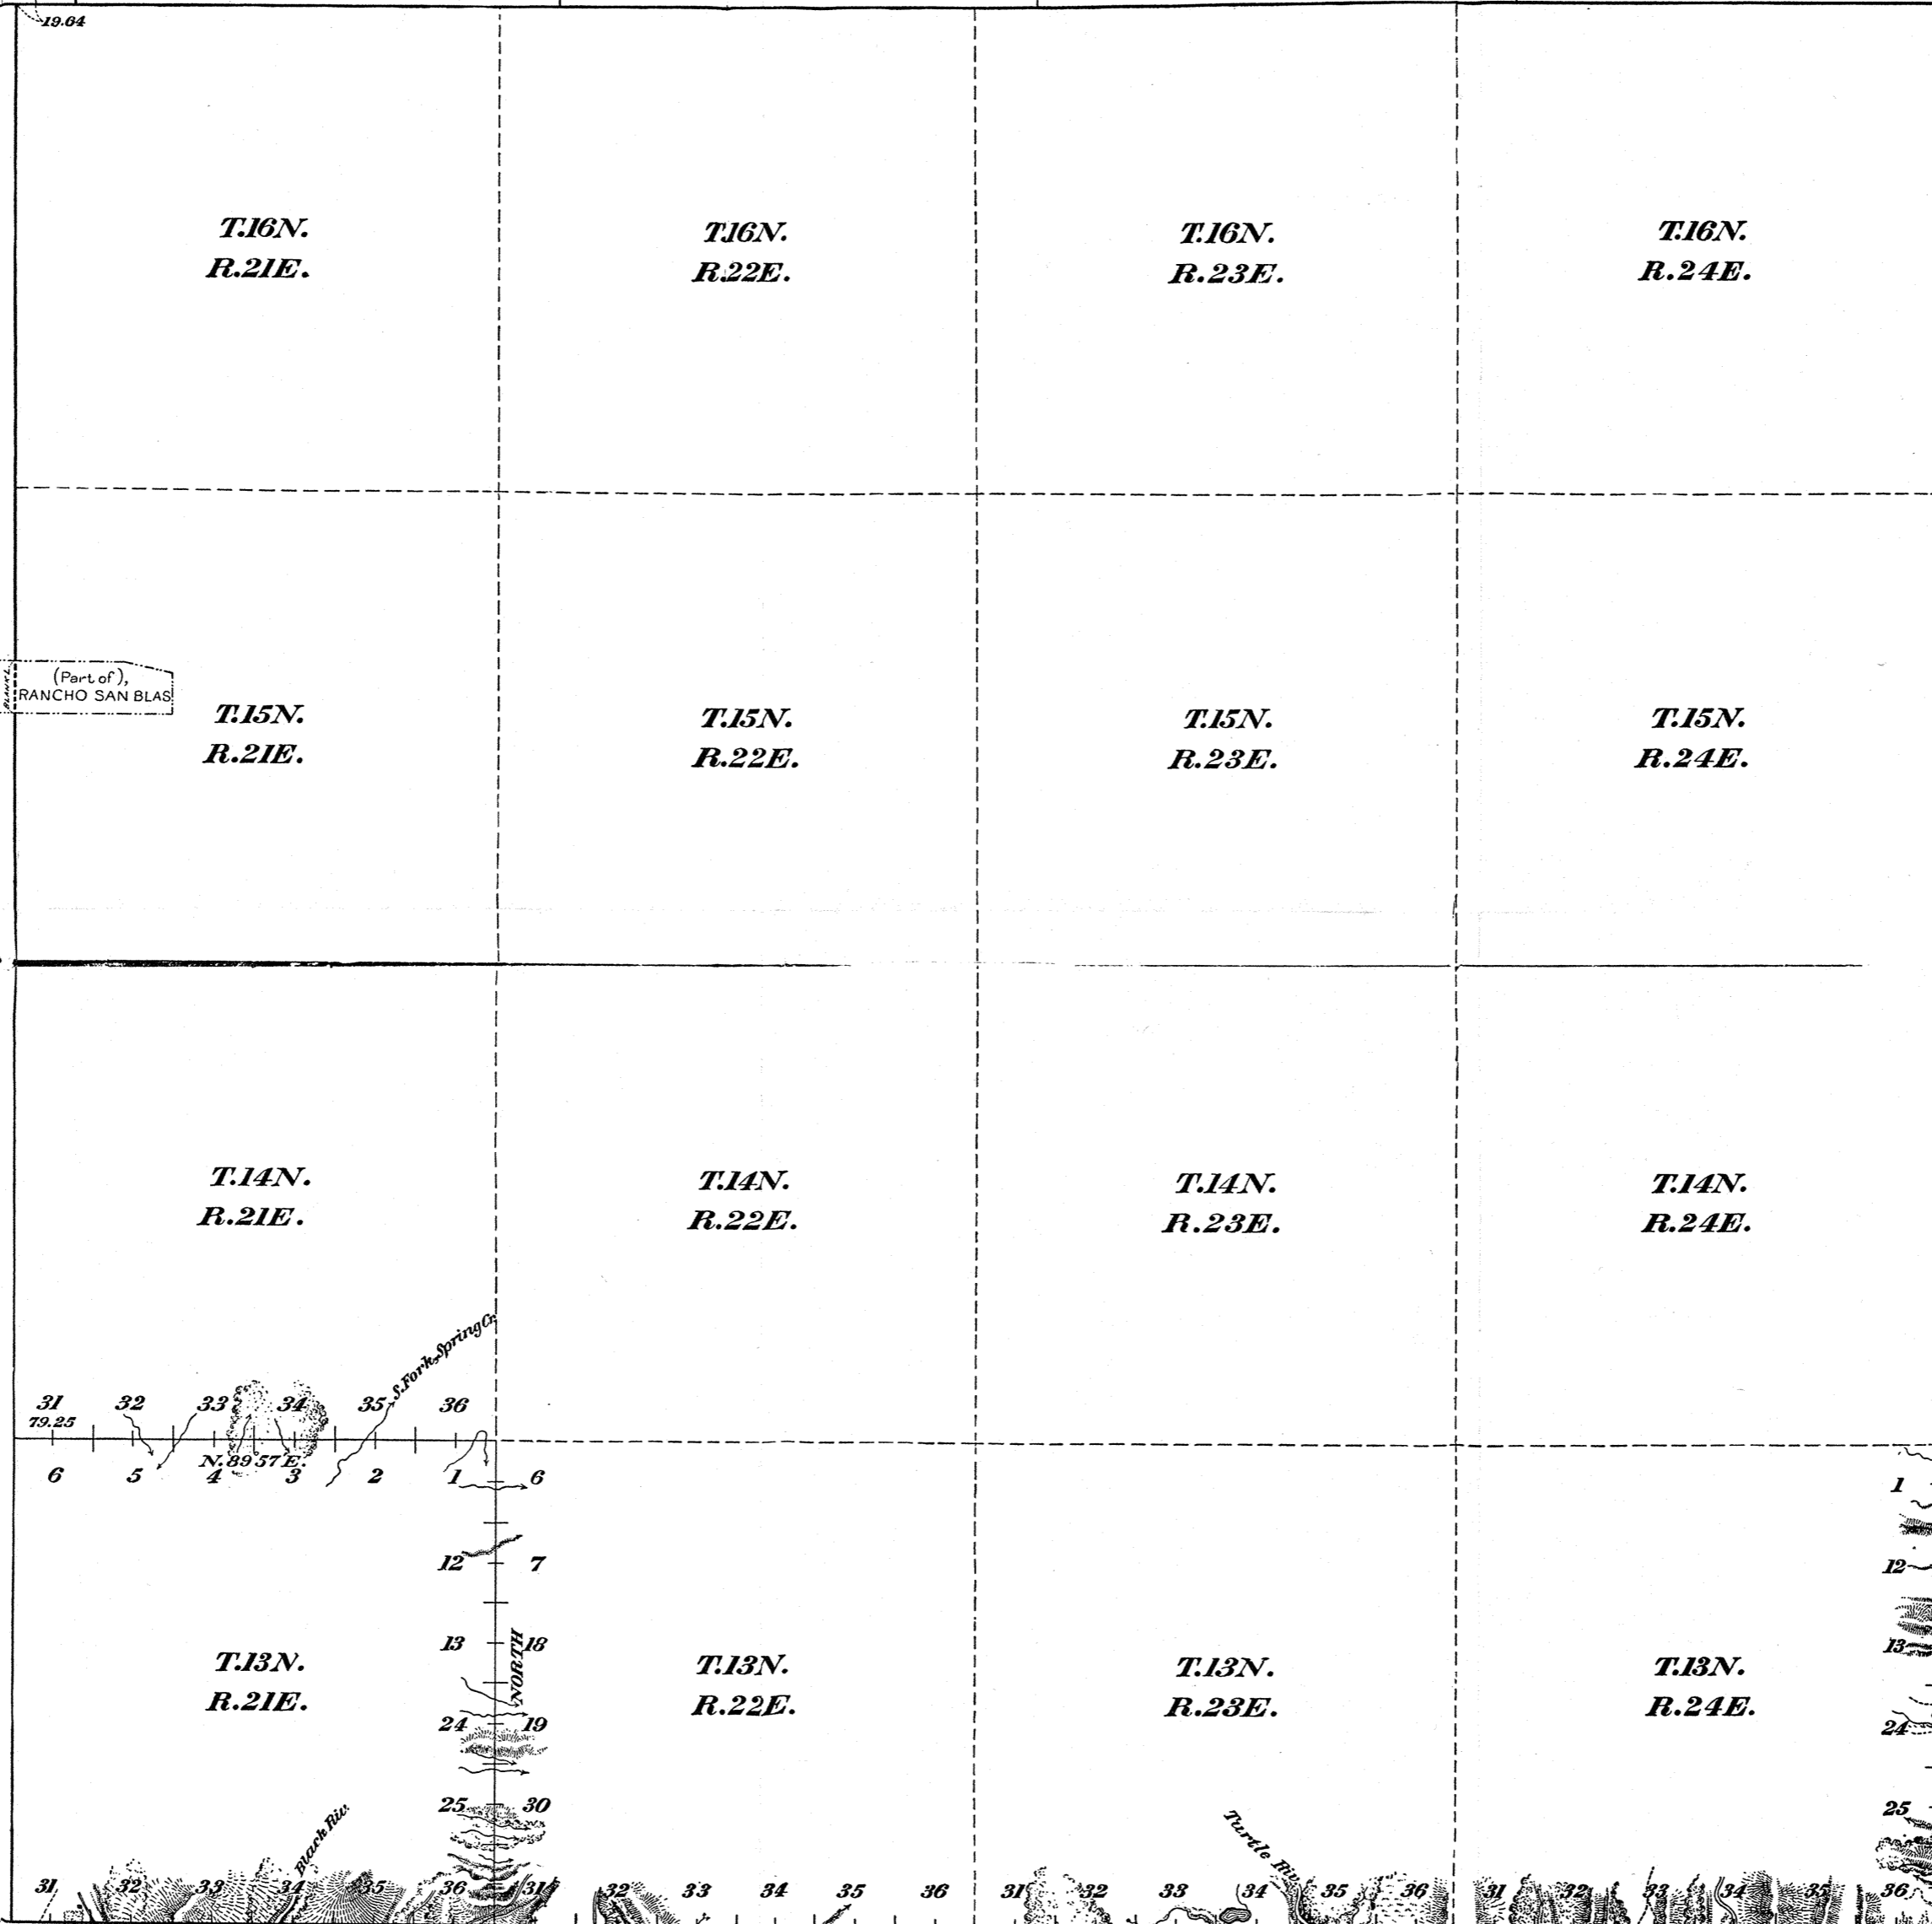 19.64
T.16N.
R.21E.
T.16N.
R.22E.
T.16N.
R.23E.
T.16N.
R.24E.
(Part of),
RANCHO SAN BLAS
T.15N.
R.21E.
T.15N.
R.22E.
T.15N.
R.23E.
T.15N.
R.24E.
T.14N.
R.21E.
T.14N.
R.22E.
T.14N.
R.23E.
T.14N.
R.24E.
S. Fork, Spring Cr.
31 32 33 34 35 36
79.25
N. 89 57 E.
6 5 4 3 2 1 6
1
12 7
12
13 18
13
NORTH
T.13N.
R.21E.
T.13N.
R.22E.
T.13N.
R.23E.
T.13N.
R.24E.
24 19
24
25 30
25
Black Riv.
Turtle Riv.
31 32 33 34 35 36 31 32 33 34 35 36 31 32 33 34 35 36 31 32 33 34 35 36